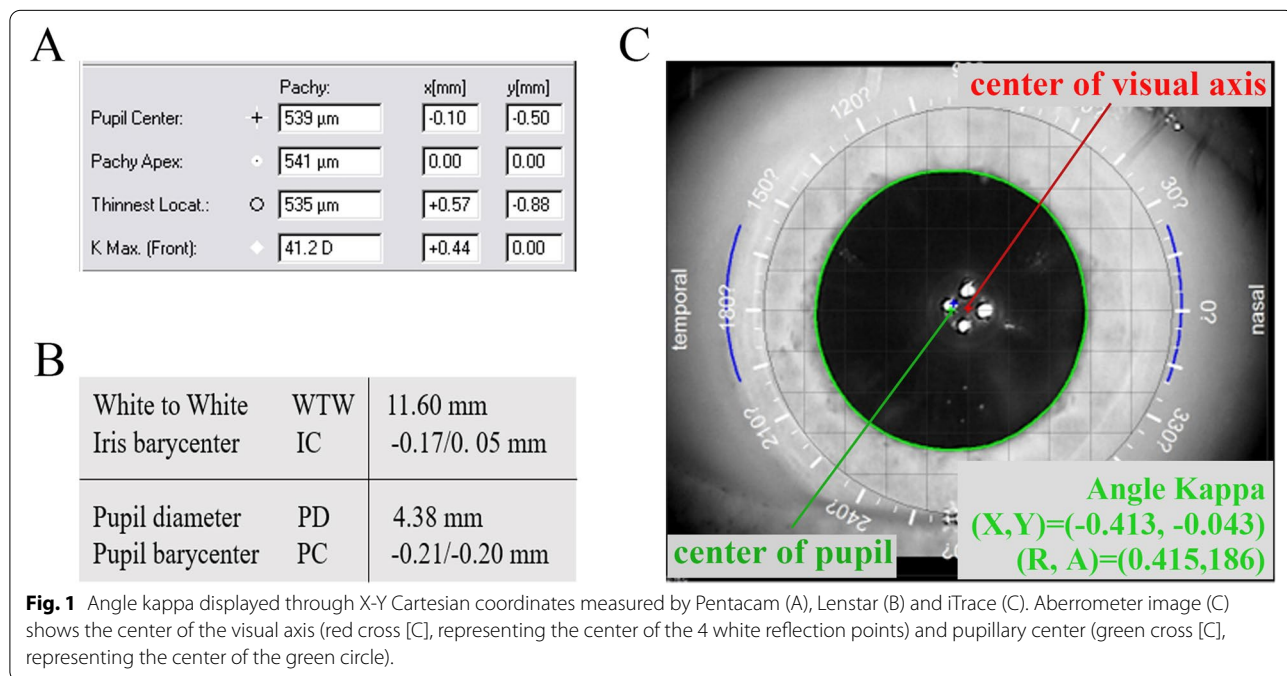 A
Pachy: x[mm] y[mm]
Pupil Center: + 539 µm -0.10 -0.50
Pachy Apex: 541 µm 0.00 0.00
Thinnest Locat.: O 535 µm +0.57 -0.88
K Max. (Front): 41.2 D +0.44 0.00
B
White to White WTW 11.60 mm
Iris barycenter IC -0.17/0. 05 mm
Pupil diameter PD 4.38 mm
Pupil barycenter PC -0.21/-0.20 mm
C
center of visual axis
120?
150?
180?
210?
240?
30?
0?
330?
temporal
nasal
center of pupil
Angle Kappa
(X,Y)=(-0.413, -0.043)
(R, A)=(0.415,186)
Fig. 1 Angle kappa displayed through X-Y Cartesian coordinates measured by Pentacam (A), Lenstar (B) and iTrace (C). Aberrometer image (C)
shows the center of the visual axis (red cross [C], representing the center of the 4 white reflection points) and pupillary center (green cross [C],
representing the center of the green circle).